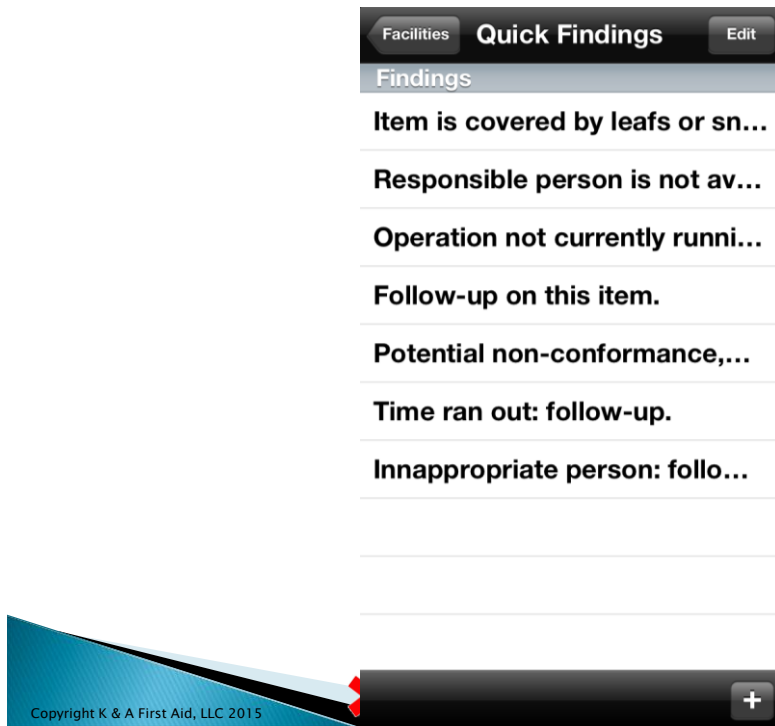 Facilities Quick Findings Edit
Findings
Item is covered by leafs or sn...
Responsible person is not av...
Operation not currently runni...
Follow-up on this item.
Potential non-conformance,...
Time ran out: follow-up.
Innappropriate person: follo...
+
Copyright K & A First Aid, LLC 2015